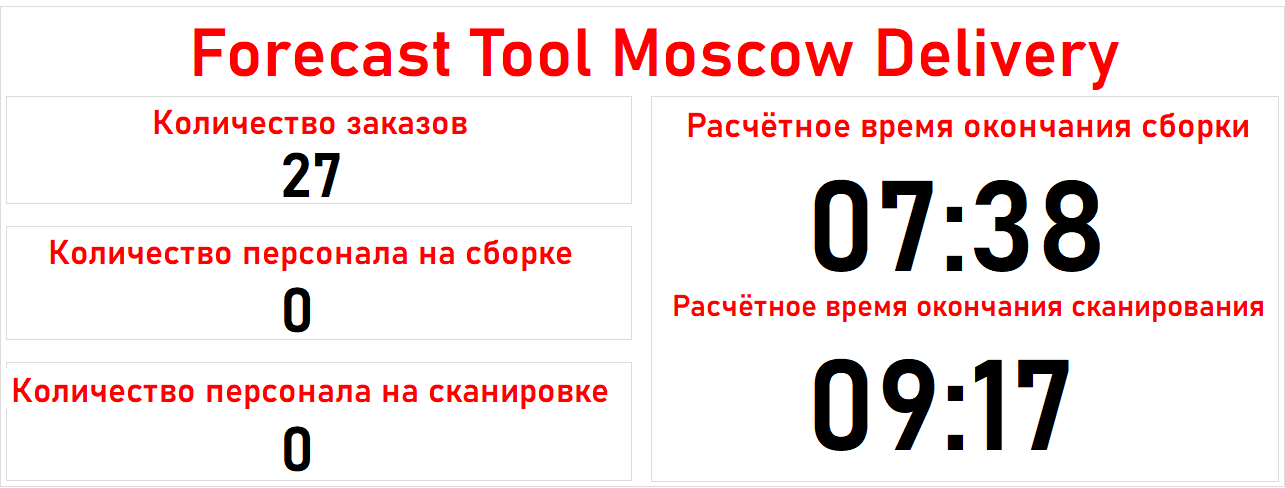 Forecast Tool Moscow Delivery
Количество заказов
27
Количество персонала на сборке
0
Количество персонала на сканировке
0
Расчётное время окончания сборки
07:38
Расчётное время окончания сканирования
09:17